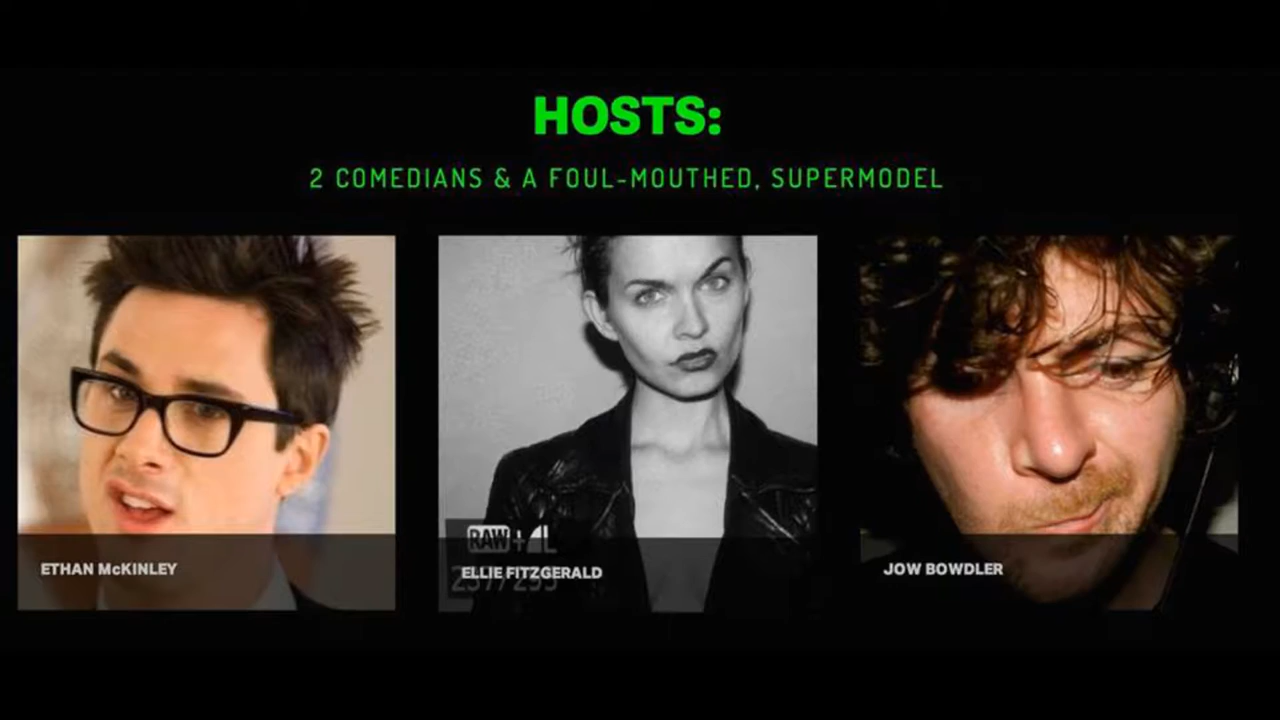 HOSTS:
2 COMEDIANS & A FOUL-MOUTHED, SUPERMODEL
RAW+
ETHAN McKINLEY
ELLIE FITZGERALD
JOW BOWDLER